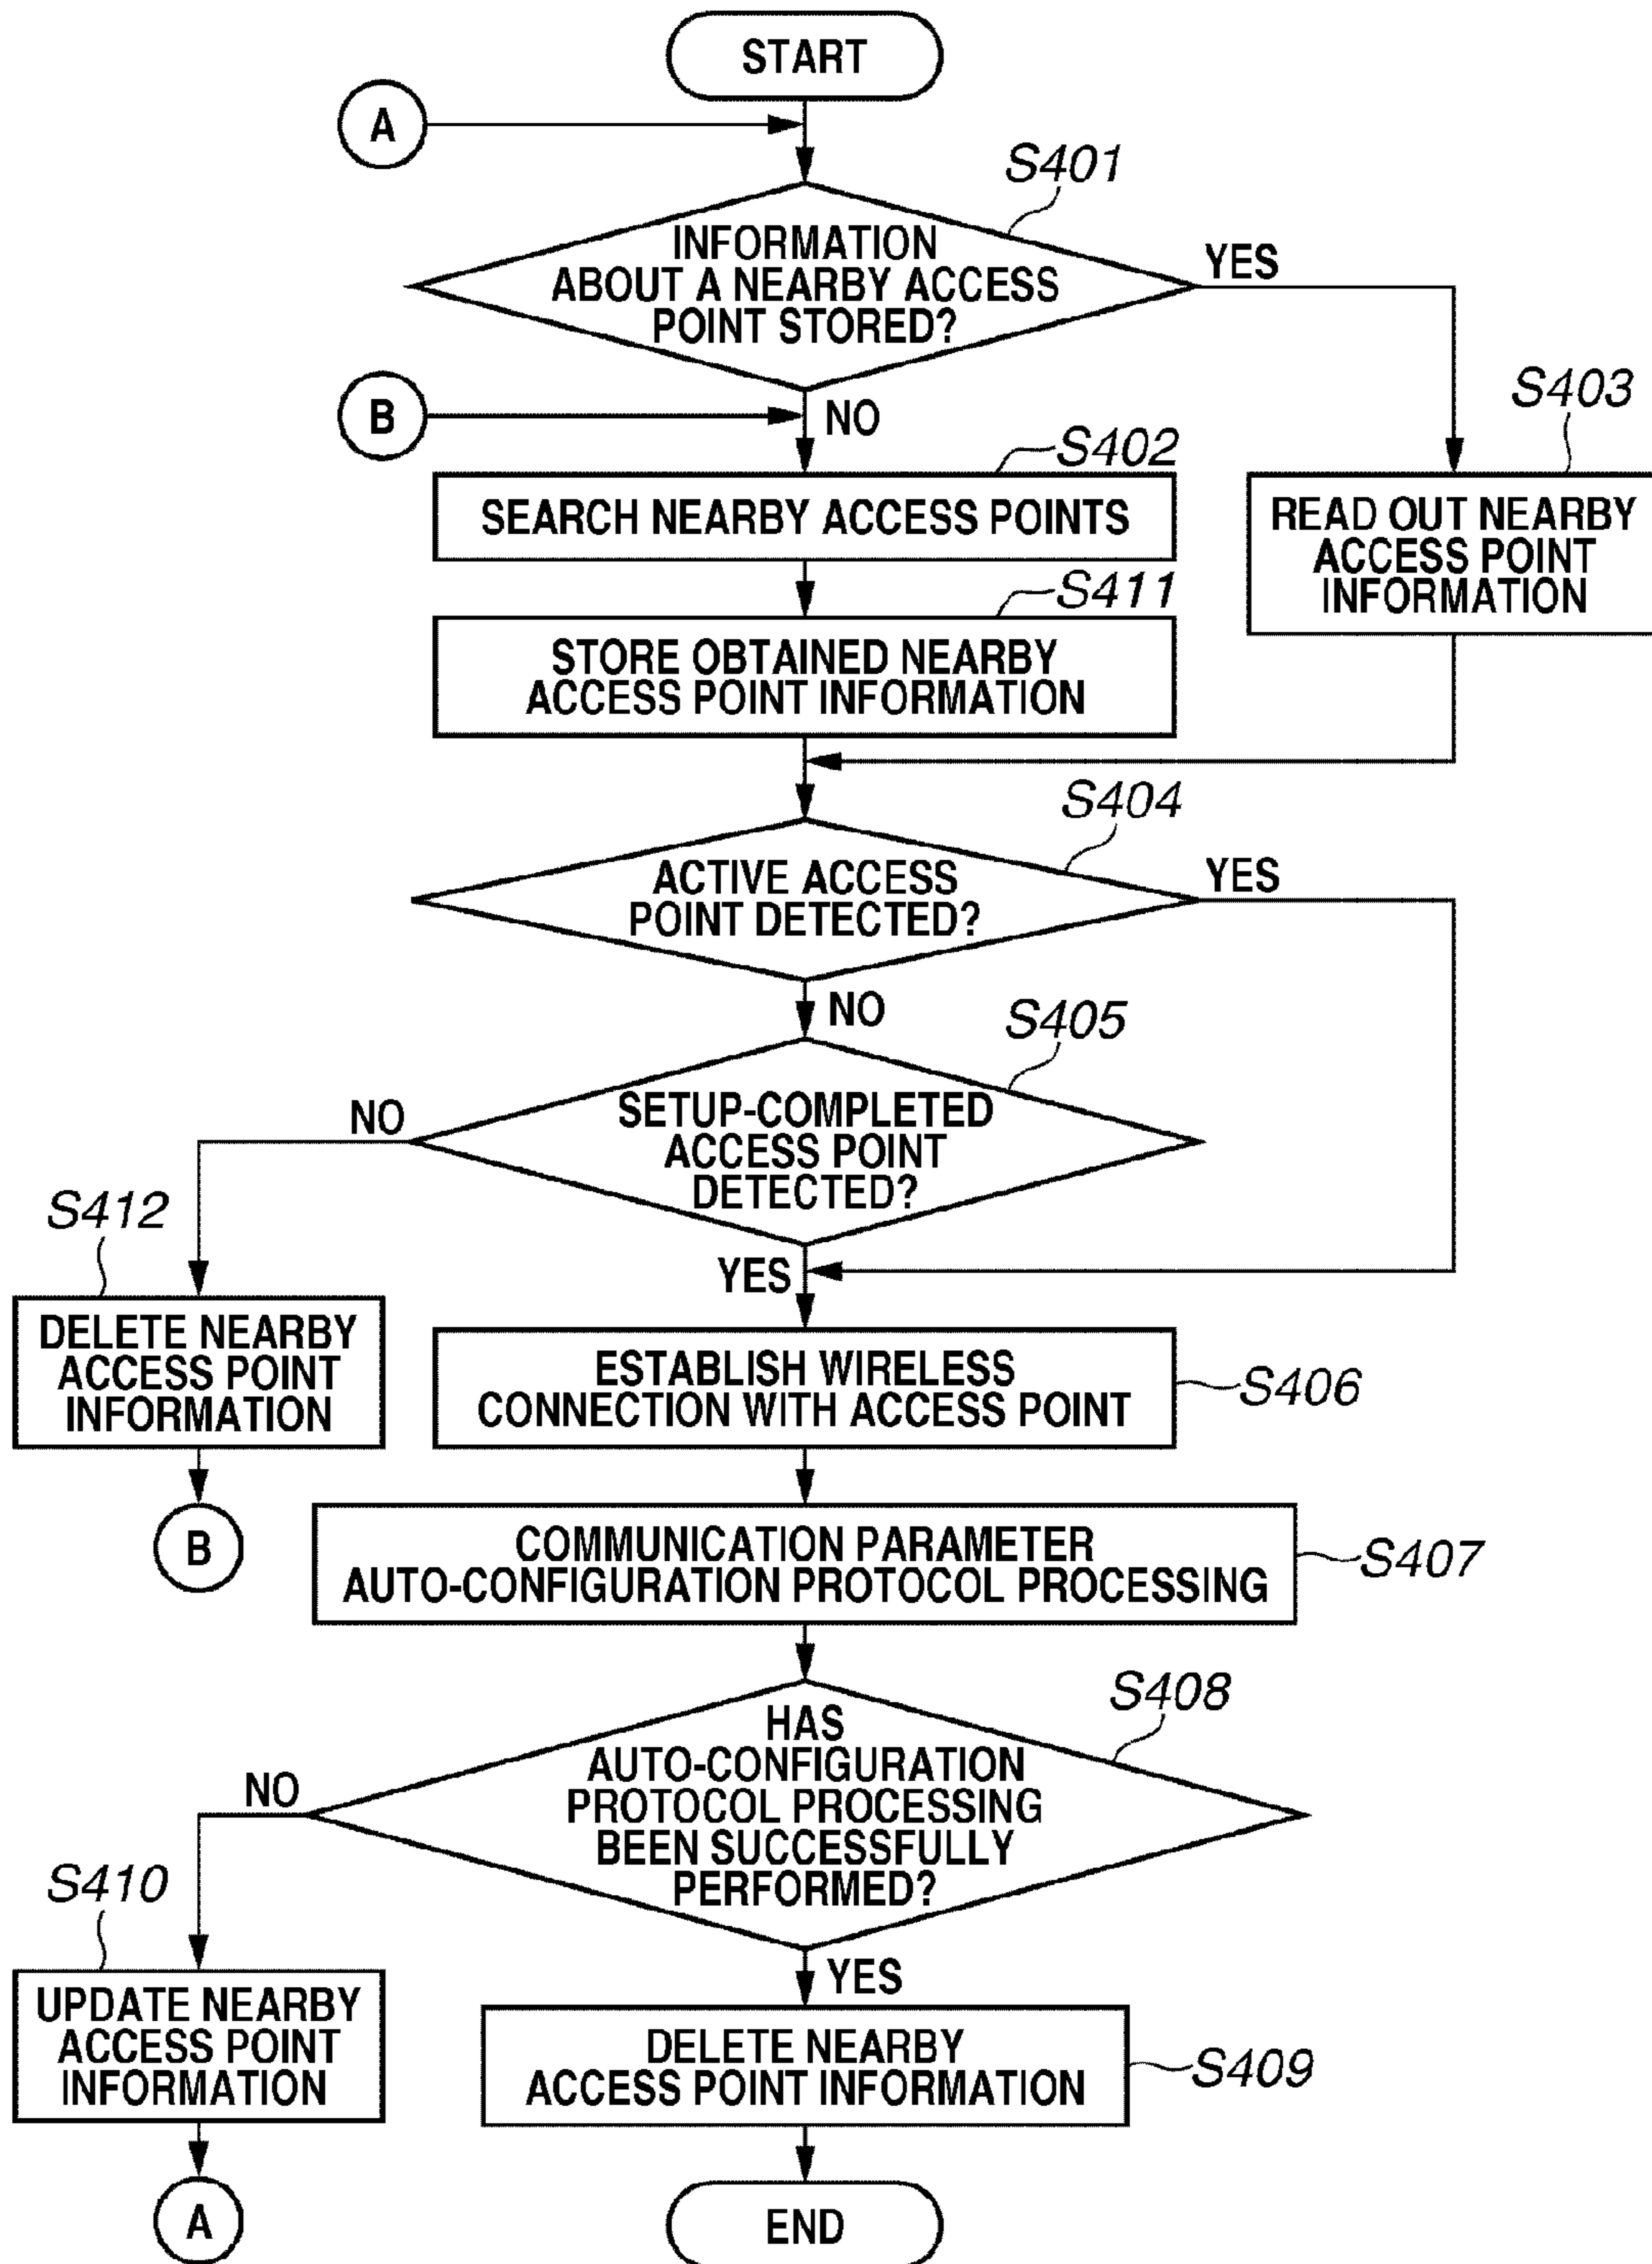 START
A
S401
INFORMATION
ABOUT A NEARBY ACCESS
POINT STORED?
YES
B
NO
S403
S402
SEARCH NEARBY ACCESS POINTS
READ OUT NEARBY
ACCESS POINT
INFORMATION
S411
STORE OBTAINED NEARBY
ACCESS POINT INFORMATION
S404
ACTIVE ACCESS
POINT DETECTED?
YES
NO
S405
SETUP-COMPLETED
ACCESS POINT
DETECTED?
NO
S412
YES
DELETE NEARBY
ACCESS POINT
INFORMATION
ESTABLISH WIRELESS
CONNECTION WITH ACCESS POINT
S406
B
COMMUNICATION PARAMETER
AUTO-CONFIGURATION PROTOCOL PROCESSING
S407
S408
HAS
AUTO-CONFIGURATION
PROTOCOL PROCESSING
BEEN SUCCESSFULLY
PERFORMED?
NO
S410
YES
UPDATE NEARBY
ACCESS POINT
INFORMATION
DELETE NEARBY
ACCESS POINT INFORMATION
S409
A
END